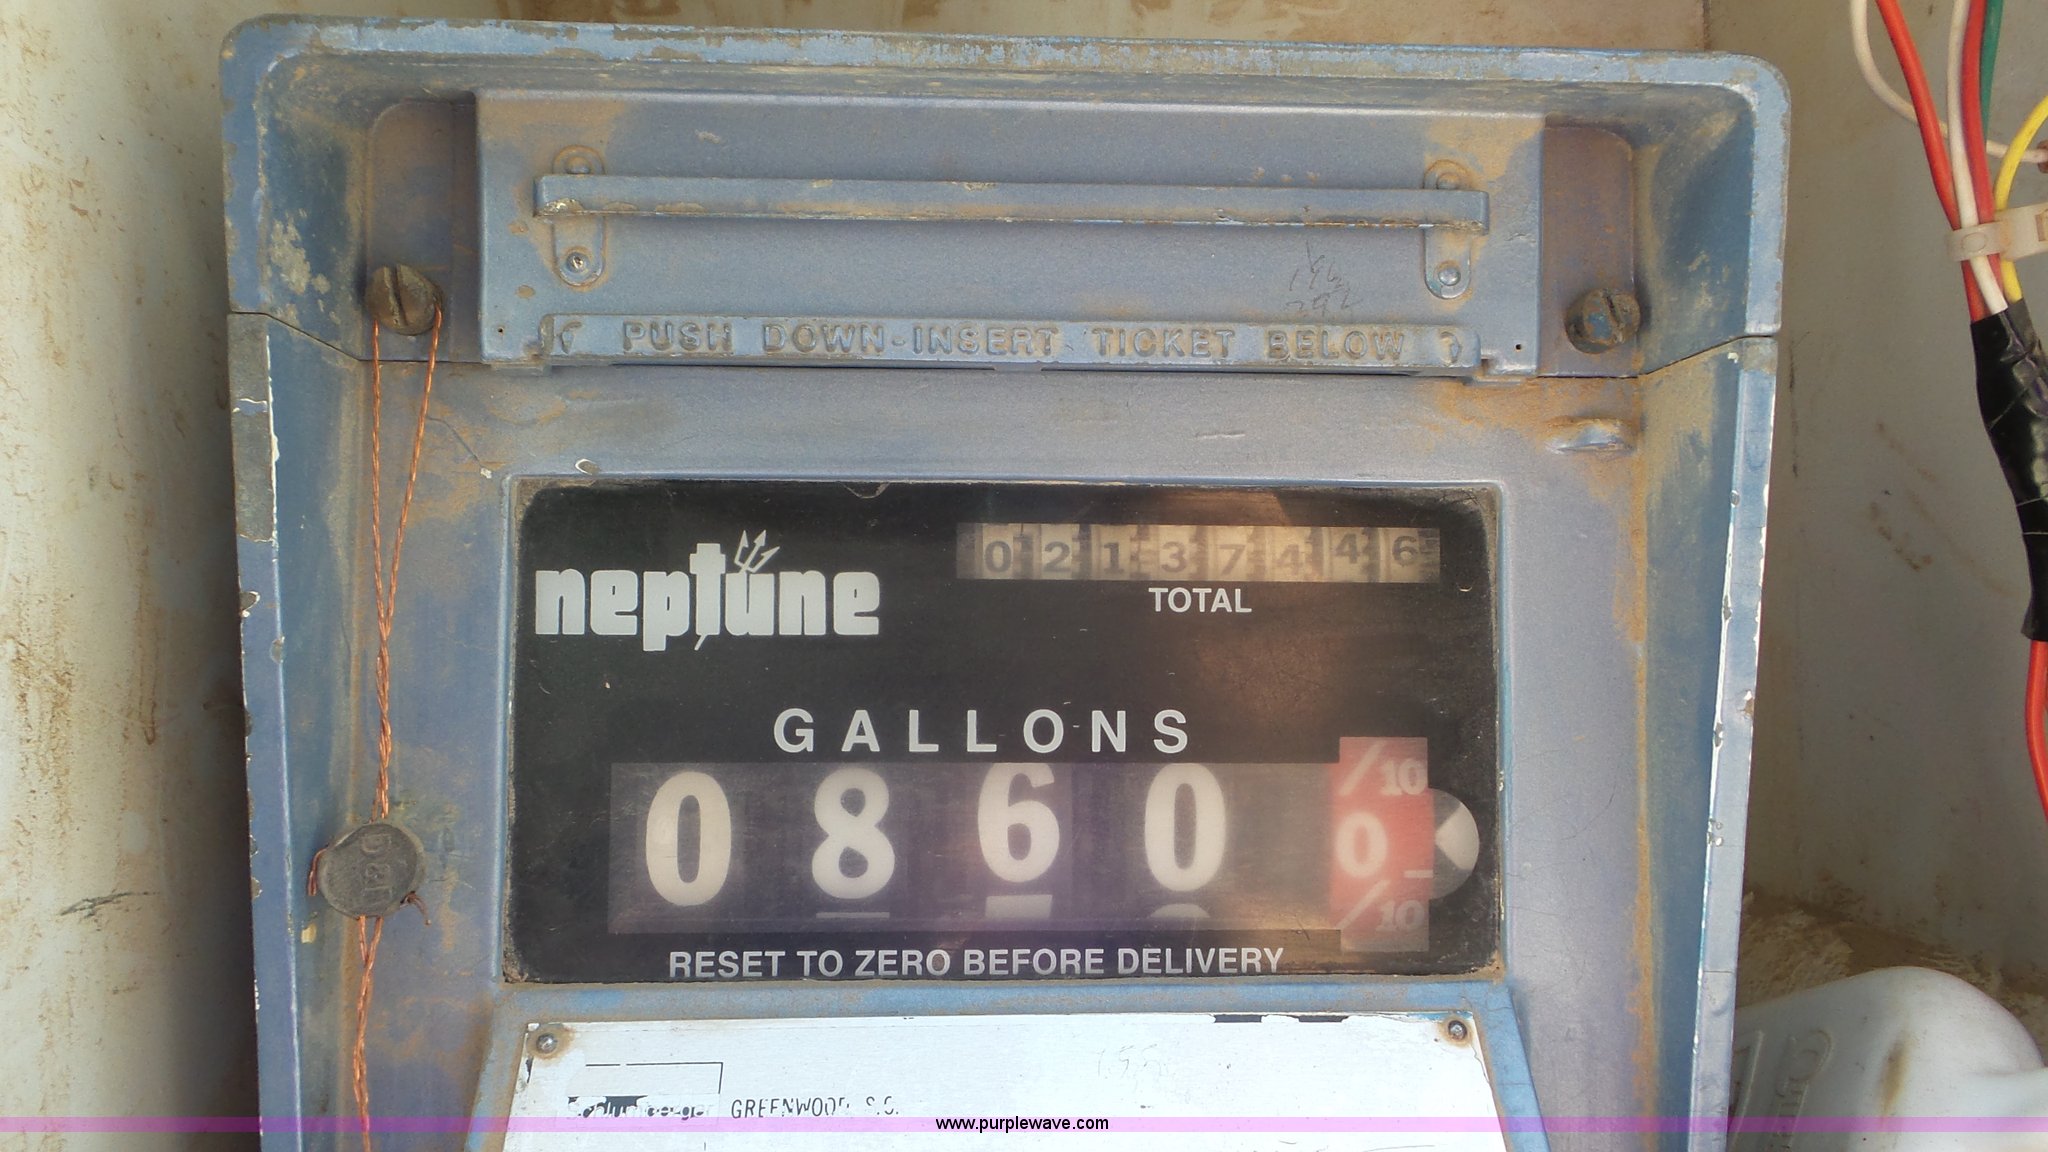 PUSH DOWN-INSERT TICKET BELOW
neptune
0 2 1 3 7 4 4 6
TOTAL
GALLONS
/10
0 8 6 0 0
/10
RESET TO ZERO BEFORE DELIVERY
Schlumberger GREENWOOD, S.C.
www.purplewave.com